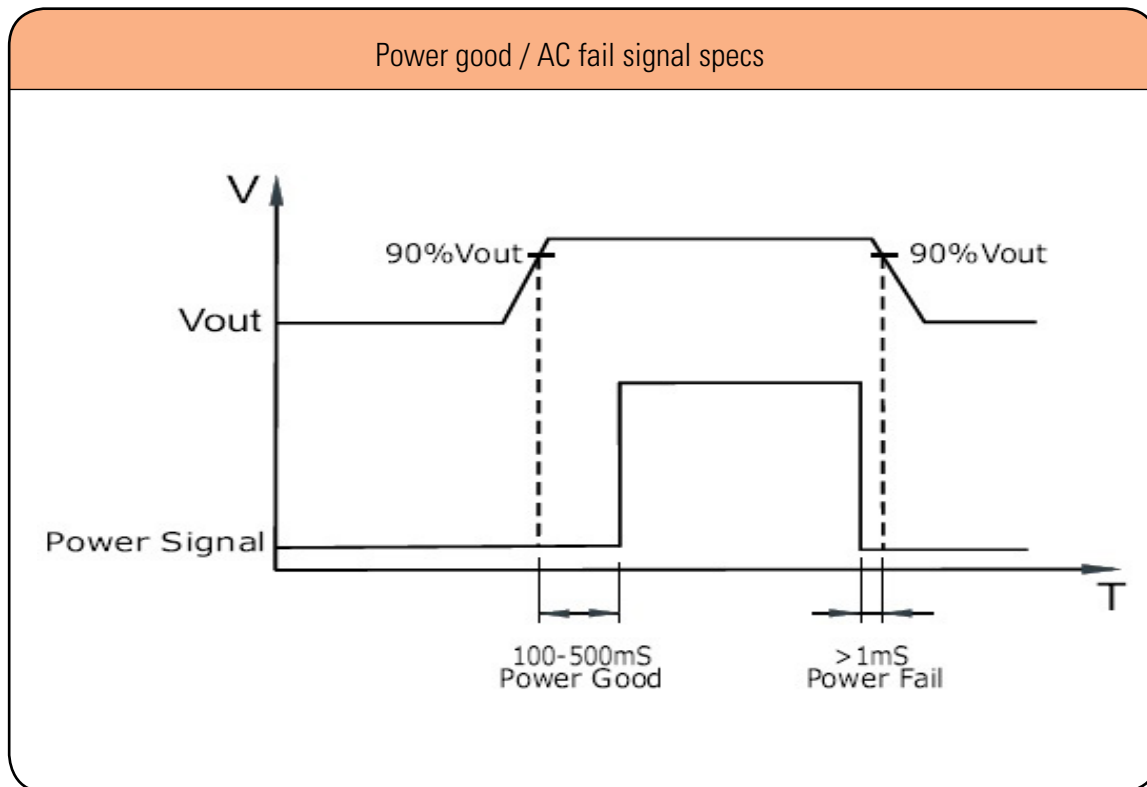 Power good / AC fail signal specs
V
90%Vout
90%Vout
Vout
Power Signal
T
100-500mS
Power Good
>1mS
Power Fail